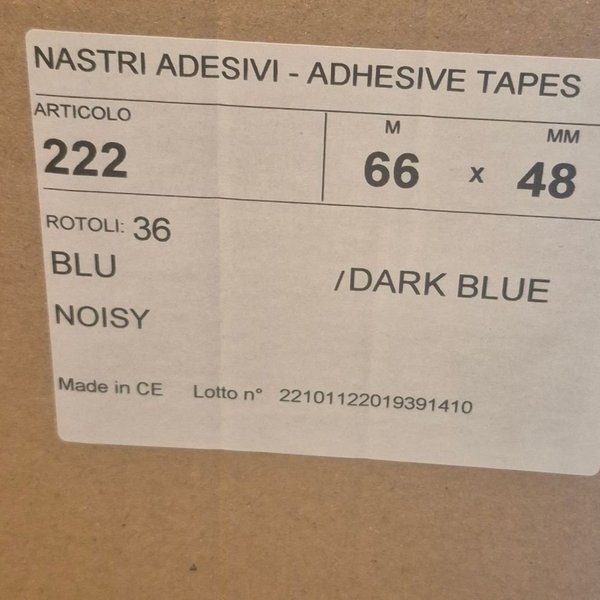 NASTRI ADESIVI - ADHESIVE TAPES
ARTICOLO M MM
222 66 x 48
ROTOLI: 36
BLU /DARK BLUE
NOISY
Made in CE Lotto n° 22101122019391410